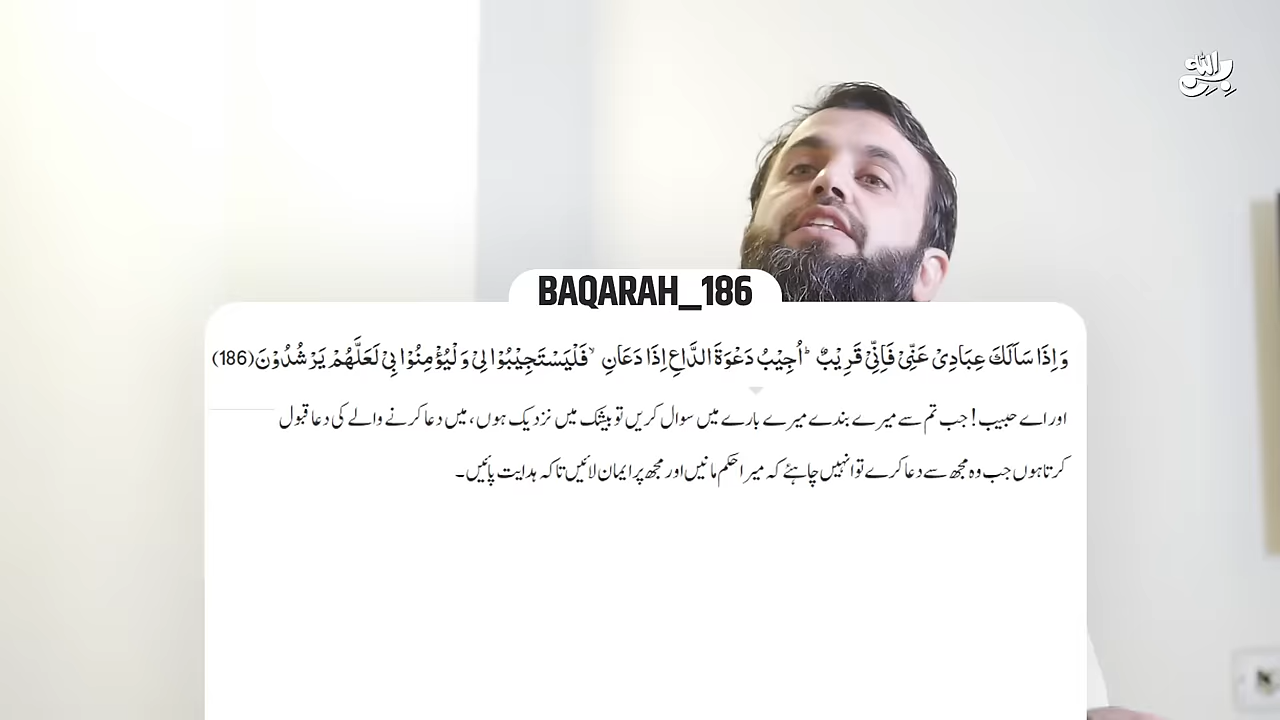 بسم الله
BAQARAH_186
وَ اِذَا سَاَلَكَ عِبَادِیْ عَنِّیْ فَاِنِّیْ قَرِیْبٌؕ-اُجِیْبُ دَعْوَةَ الدَّاعِ اِذَا دَعَانِۙ-فَلْیَسْتَجِیْبُوْا لِیْ وَ لْیُؤْمِنُوْا بِیْ لَعَلَّهُمْ یَرْشُدُوْنَ(186)
اور اے حبیب! جب تم سے میرے بندے میرے بارے میں سوال کریں تو بیشک میں نزدیک ہوں، میں دعا کرنے والے کی دعا قبول
کرتا ہوں جب وہ مجھ سے دعا کرے تو انہیں چاہئے کہ میرا حکم مانیں اور مجھ پر ایمان لائیں تاکہ ہدایت پائیں۔